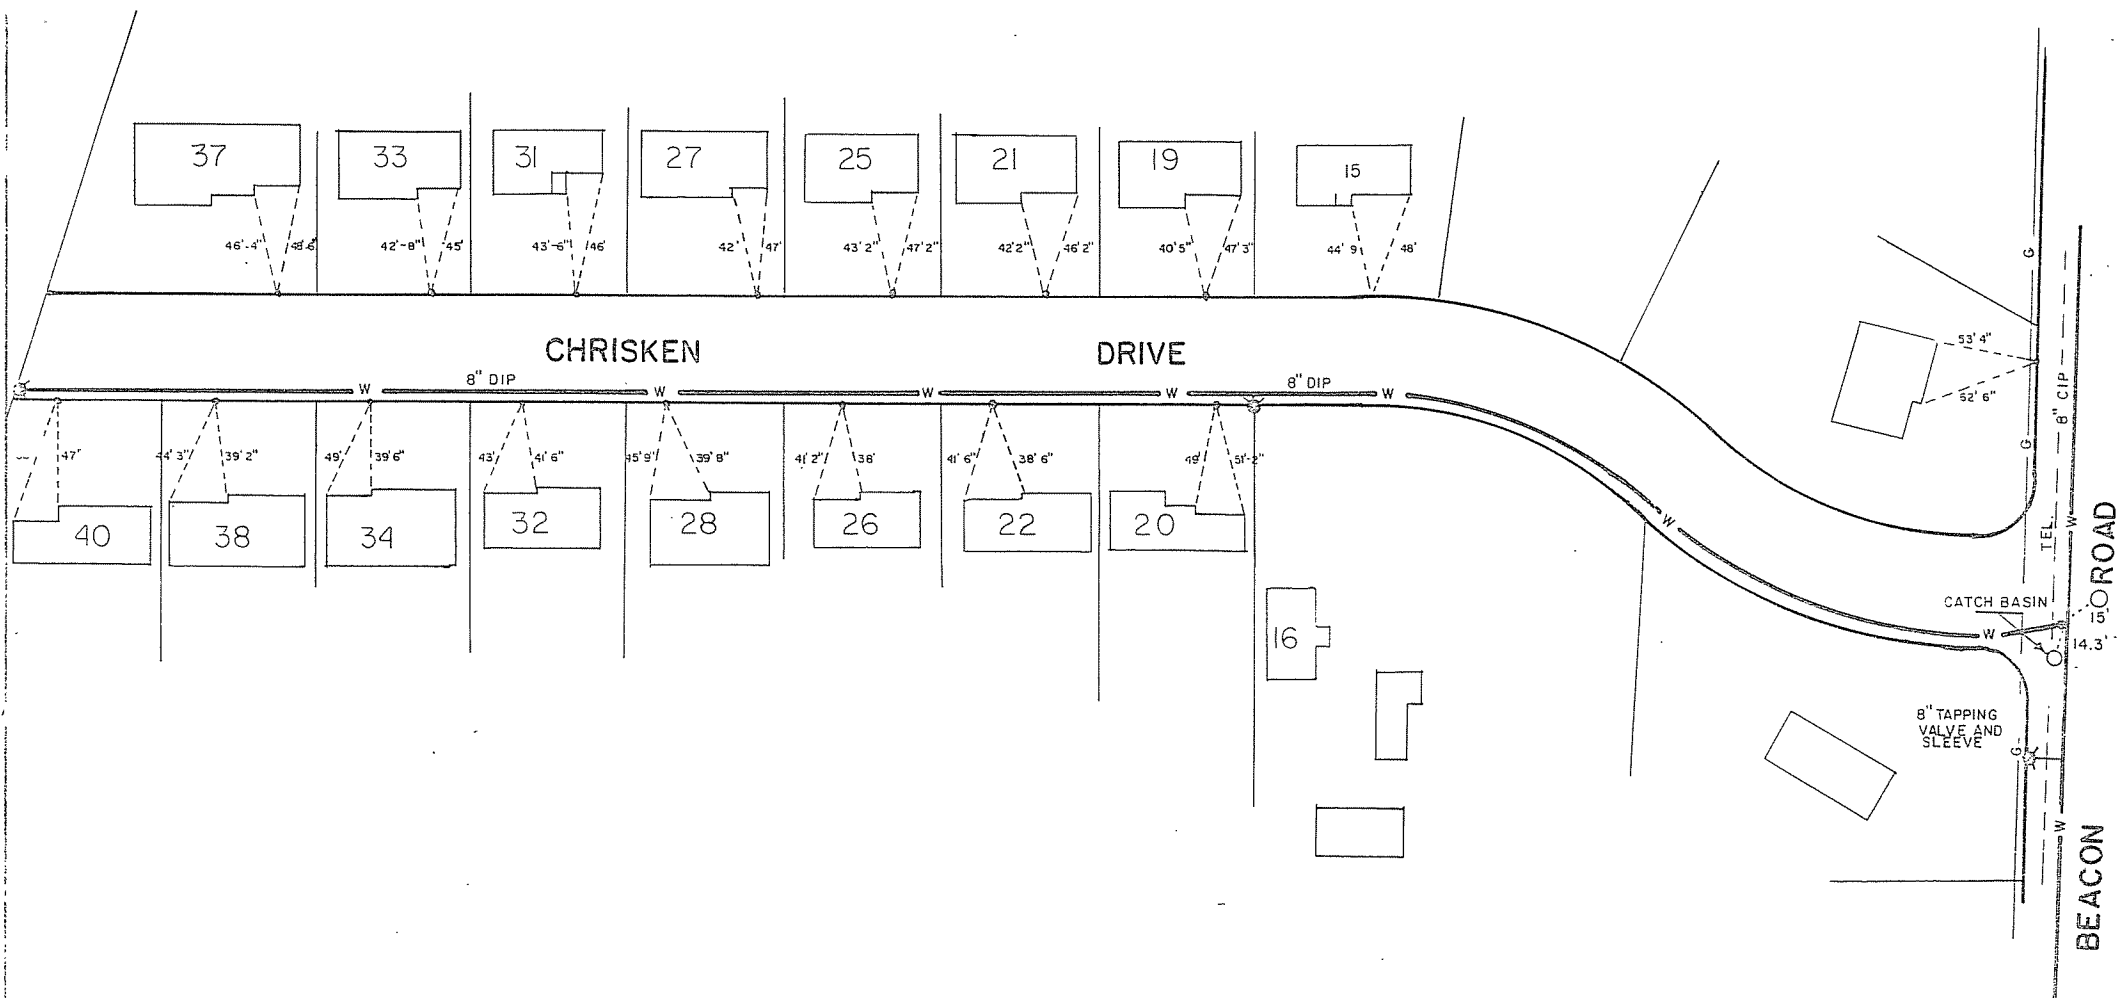 37
33
31
27
25
21
19
15
46'-4"
48'-6"
42'-8"
45'
43'-6"
46'
42'
47'
43' 2"
47' 2"
42' 2"
46' 2"
40' 5"
47' 3"
44' 9
48'
G
CHRISKEN DRIVE
53' 4"
52' 6"
8" CIP
W
8" DIP
W
W
W
8" DIP
W
G
47'
44' 3"
39' 2"
49'
39' 6"
43'
41' 6"
45' 9"
39' 8"
41' 2"
38'
41' 6"
38' 6"
49'
51'-2"
40
38
34
32
28
26
22
20
W
W
TEL.
BEACON ROAD
16
CATCH BASIN
W
15'
14.3'
8" TAPPING
VALVE AND
SLEEVE
G
W